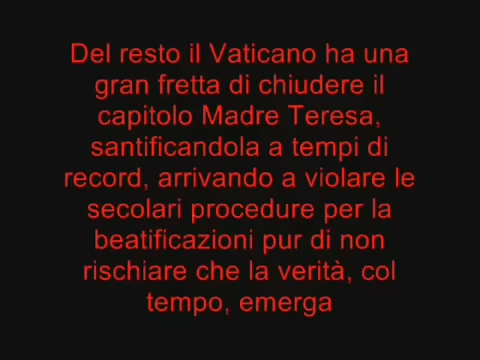 Del resto il Vaticano ha una
gran fretta di chiudere il
capitolo Madre Teresa,
santificandola a tempi di
record, arrivando a violare le
secolari procedure per la
beatificazioni pur di non
rischiare che la verità, col
tempo, emerga